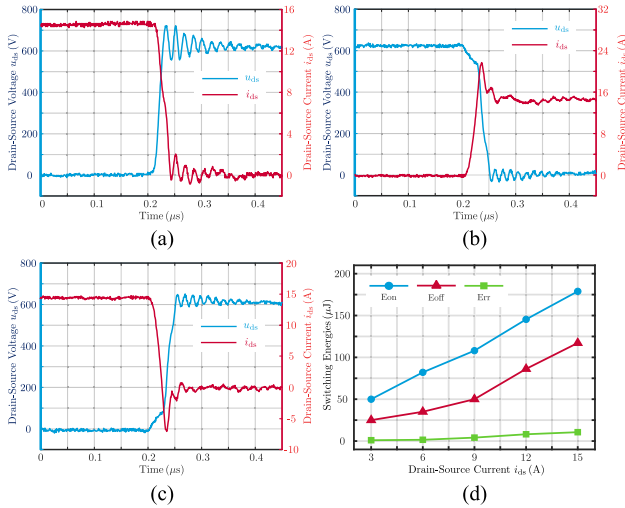 800
600
400
200
0
16
12
8
4
0
Drain-Source Voltage uds (V)
Drain-Source Current ids (A)
uds
ids
0
0.1
0.2
0.3
0.4
Time (μs)
(a)
800
600
400
200
0
32
24
16
8
0
Drain-Source Voltage uds (V)
Drain-Source Current ids (A)
uds
ids
0
0.1
0.2
0.3
0.4
Time (μs)
(b)
800
600
400
200
0
20
15
10
5
0
-5
-10
Drain-Source Voltage uds (V)
Drain-Source Current ids (A)
uds
ids
0
0.1
0.2
0.3
0.4
Time (μs)
(c)
200
150
100
50
0
Switching Energies (μJ)
Eon Eoff Err
3
6
9
12
15
Drain-Source Current ids (A)
(d)